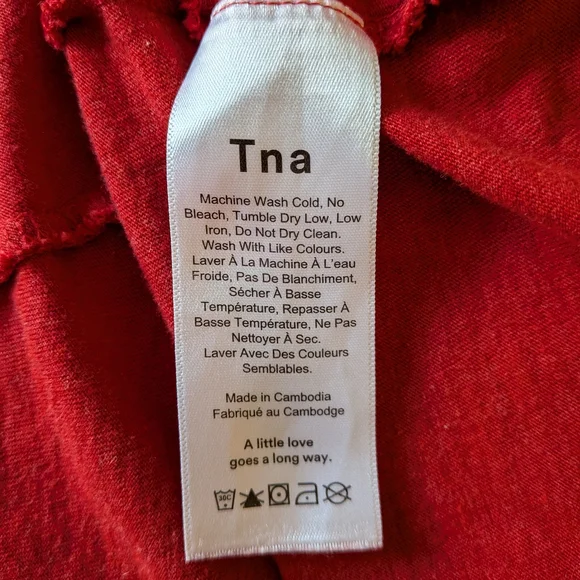 Tna
Machine Wash Cold, No
Bleach, Tumble Dry Low, Low
Iron, Do Not Dry Clean.
Wash With Like Colours.
Laver À La Machine À L'eau
Froide, Pas De Blanchiment,
Sécher À Basse
Température, Repasser À
Basse Température, Ne Pas
Nettoyer À Sec.
Laver Avec Des Couleurs
Semblables.
Made in Cambodia
Fabriqué au Cambodge
A little love
goes a long way.
30C